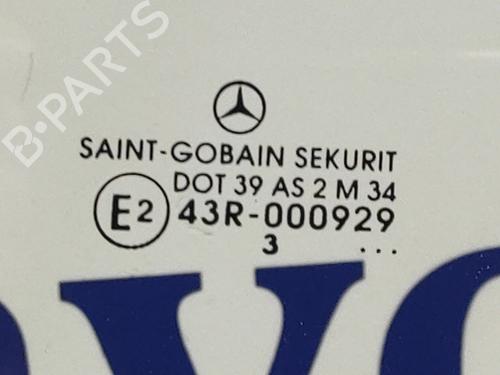 B-PARTS
SAINT-GOBAIN SEKURIT
DOT 39 AS 2 M 34
E2 43R-000929
3 ...